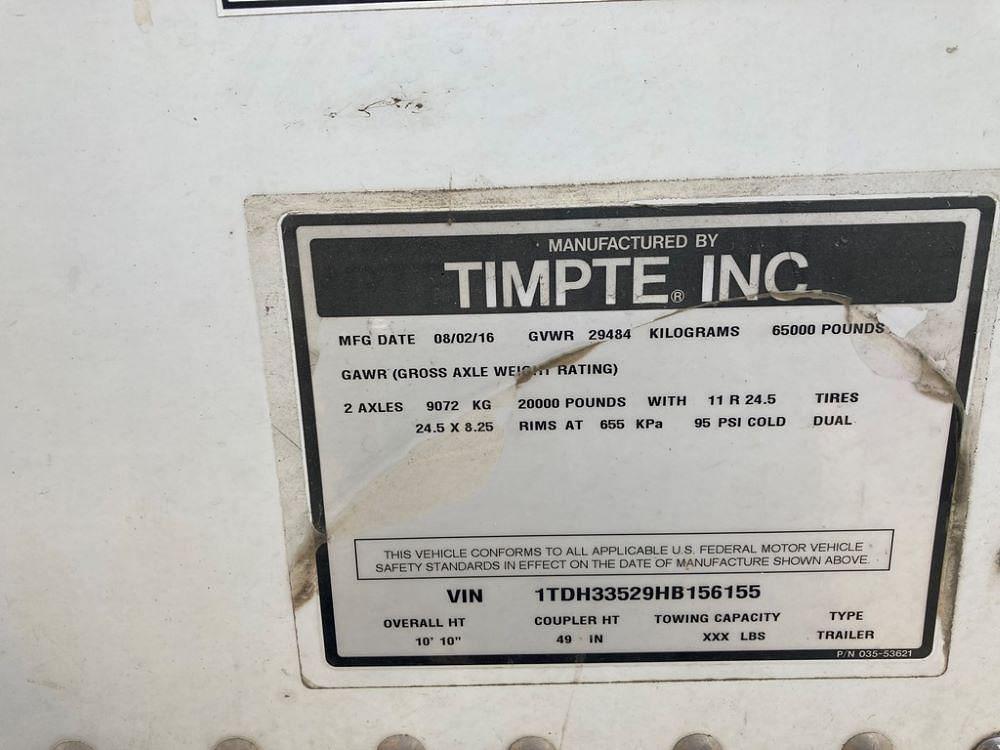 MANUFACTURED BY
TIMPTE® INC
MFG DATE 08/02/16 GVWR 29484 KILOGRAMS 65000 POUNDS
GAWR (GROSS AXLE WEIGHT RATING)
2 AXLES 9072 KG 20000 POUNDS WITH 11 R 24.5 TIRES
24.5 X 8.25 RIMS AT 655 KPa 95 PSI COLD DUAL
THIS VEHICLE CONFORMS TO ALL APPLICABLE U.S. FEDERAL MOTOR VEHICLE
SAFETY STANDARDS IN EFFECT ON THE DATE OF MANUFACTURE SHOWN ABOVE.
VIN 1TDH33529HB156155
OVERALL HT COUPLER HT TOWING CAPACITY TYPE
10' 10" 49 IN XXX LBS TRAILER
P/N 035-53621